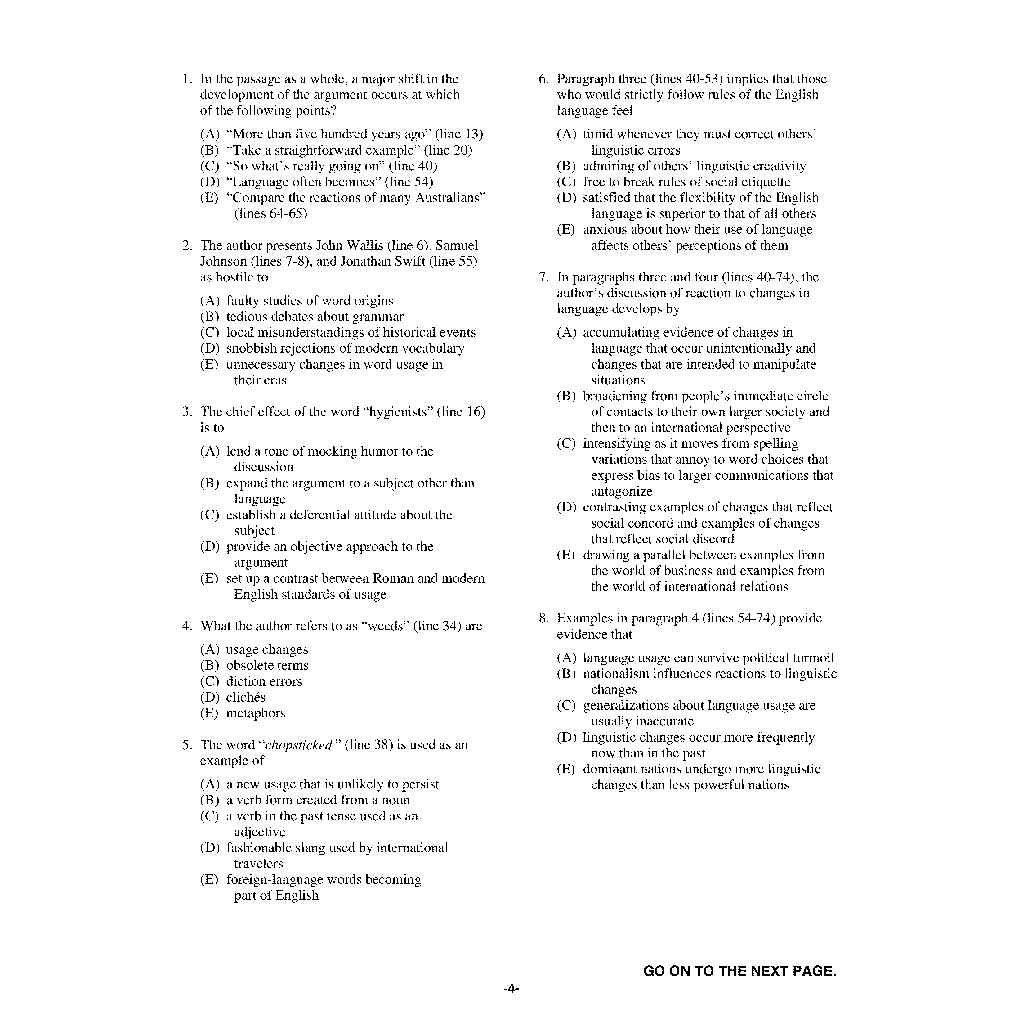 1. In the passage as a whole, a major shift in the
development of the argument occurs at which
of the following points?
(A) “More than five hundred years ago” (line 13)
(B) “Take a straightforward example” (line 20)
(C) “So what’s really going on” (line 40)
(D) “Language often becomes” (line 54)
(E) “Compare the reactions of many Australians”
(lines 64-65)
2. The author presents John Wallis (line 6), Samuel
Johnson (lines 7-8), and Jonathan Swift (line 55)
as hostile to
(A) faulty studies of word origins
(B) tedious debates about grammar
(C) local misunderstandings of historical events
(D) snobbish rejections of modern vocabulary
(E) unnecessary changes in word usage in
their eras
3. The chief effect of the word “hygienists” (line 16)
is to
(A) lend a tone of mocking humor to the
discussion
(B) expand the argument to a subject other than
language
(C) establish a deferential attitude about the
subject
(D) provide an objective approach to the
argument
(E) set up a contrast between Roman and modern
English standards of usage
4. What the author refers to as “weeds” (line 34) are
(A) usage changes
(B) obsolete terms
(C) diction errors
(D) clichés
(E) metaphors
5. The word “chopsticked” (line 38) is used as an
example of
(A) a new usage that is unlikely to persist
(B) a verb form created from a noun
(C) a verb in the past tense used as an
adjective
(D) fashionable slang used by international
travelers
(E) foreign-language words becoming
part of English
6. Paragraph three (lines 40-53) implies that those
who would strictly follow rules of the English
language feel
(A) timid whenever they must correct others’
linguistic errors
(B) admiring of others’ linguistic creativity
(C) free to break rules of social etiquette
(D) satisfied that the flexibility of the English
language is superior to that of all others
(E) anxious about how their use of language
affects others’ perceptions of them
7. In paragraphs three and four (lines 40-74), the
author’s discussion of reaction to changes in
language develops by
(A) accumulating evidence of changes in
language that occur unintentionally and
changes that are intended to manipulate
situations
(B) broadening from people’s immediate circle
of contacts to their own larger society and
then to an international perspective
(C) intensifying as it moves from spelling
variations that annoy to word choices that
express bias to larger communications that
antagonize
(D) contrasting examples of changes that reflect
social concord and examples of changes
that reflect social discord
(E) drawing a parallel between examples from
the world of business and examples from
the world of international relations
8. Examples in paragraph 4 (lines 54-74) provide
evidence that
(A) language usage can survive political turmoil
(B) nationalism influences reactions to linguistic
changes
(C) generalizations about language usage are
usually inaccurate
(D) linguistic changes occur more frequently
now than in the past
(E) dominant nations undergo more linguistic
changes than less powerful nations
GO ON TO THE NEXT PAGE.
-4-